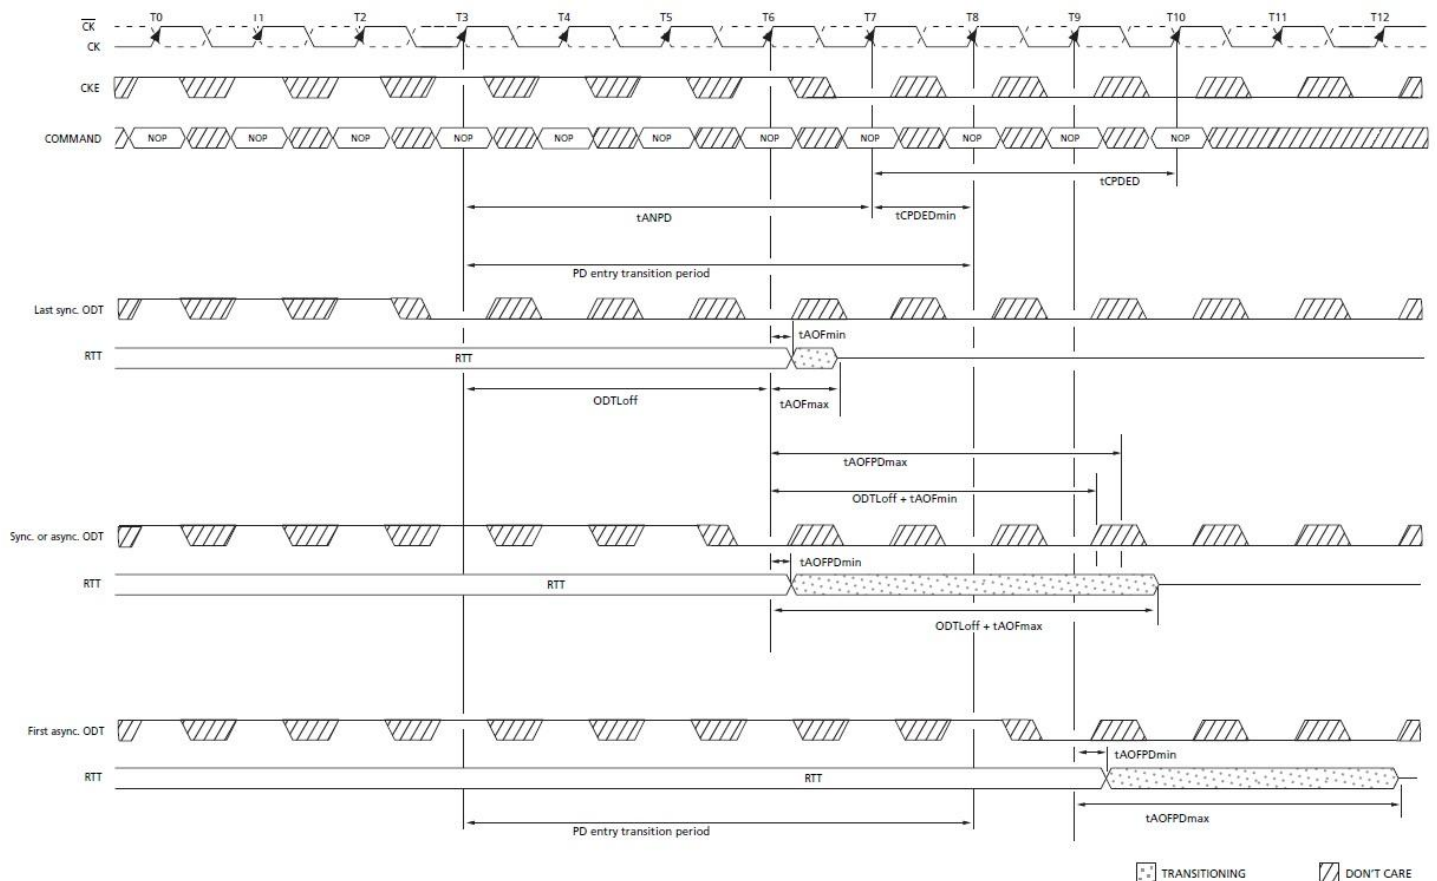 CK T0 T1 T2 T3 T4 T5 T6 T7 T8 T9 T10 T11 T12
CK
CKE
COMMAND NOP NOP NOP NOP NOP NOP NOP NOP NOP NOP NOP
tCPDED
tANPD tCPDEDmin
PD entry transition period
Last sync. ODT
tAOFmin
RTT RTT
ODTLoff tAOFmax
tAOFPDmax
ODTLoff + tAOFmin
Sync. or async. ODT
tAOFPDmin
RTT RTT
ODTLoff + tAOFmax
First async. ODT
tAOFPDmin
RTT RTT
tAOFPDmax
PD entry transition period
TRANSITIONING DON'T CARE